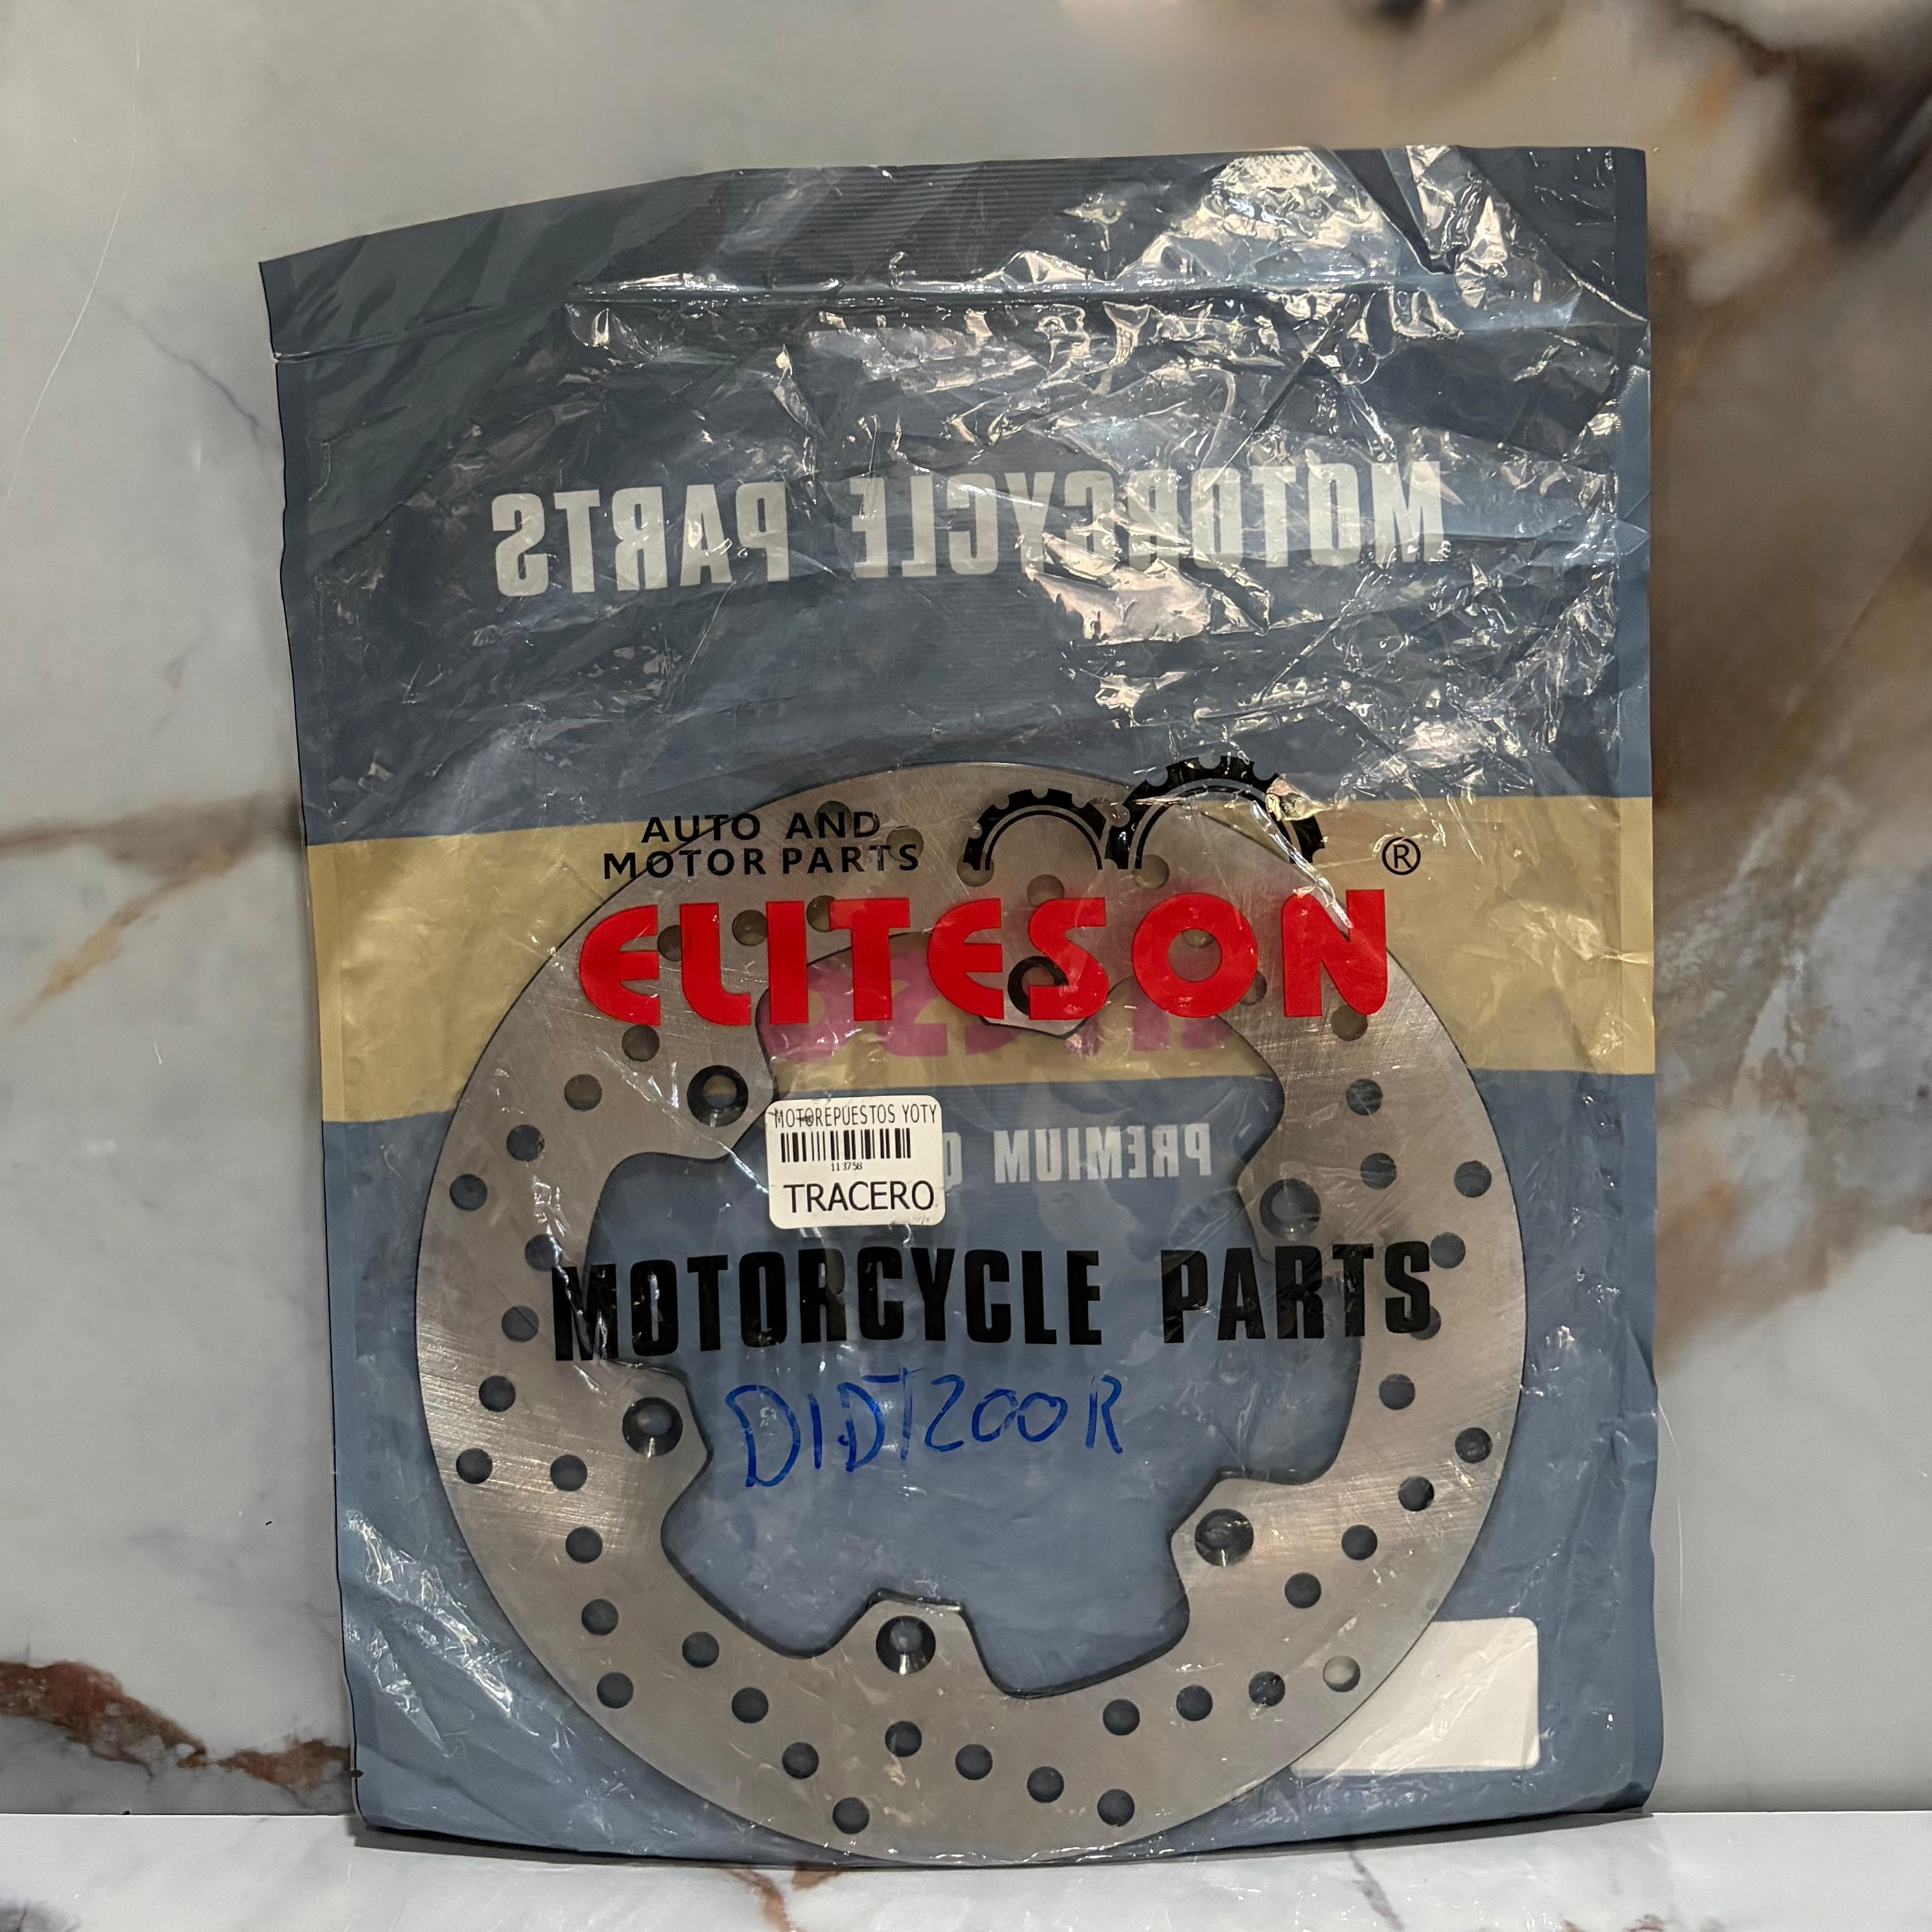 MOTORCYCLE PARTS
AUTO AND
MOTOR PARTS
®
ELITESON
MOTOREPUESTOS YOTY
113758
TRACERO
PREMIUM Q
MOTORCYCLE PARTS
DIDT200R